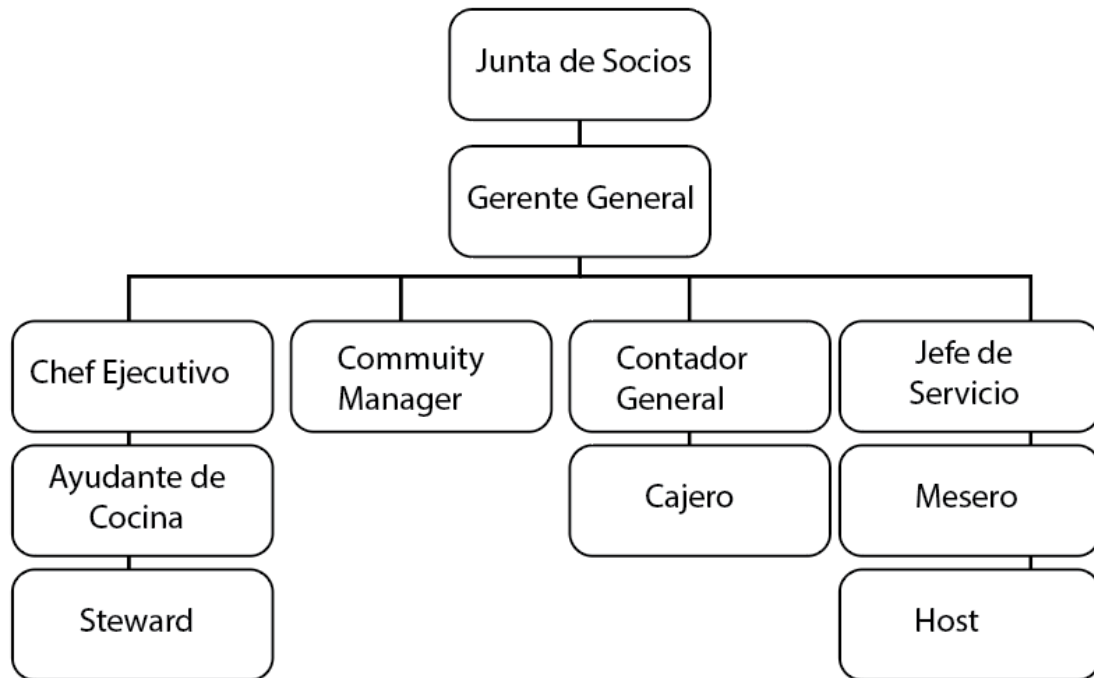 Junta de Socios
Gerente General
Chef Ejecutivo
Commuity
Manager
Contador
General
Jefe de
Servicio
Ayudante de
Cocina
Cajero
Mesero
Steward
Host